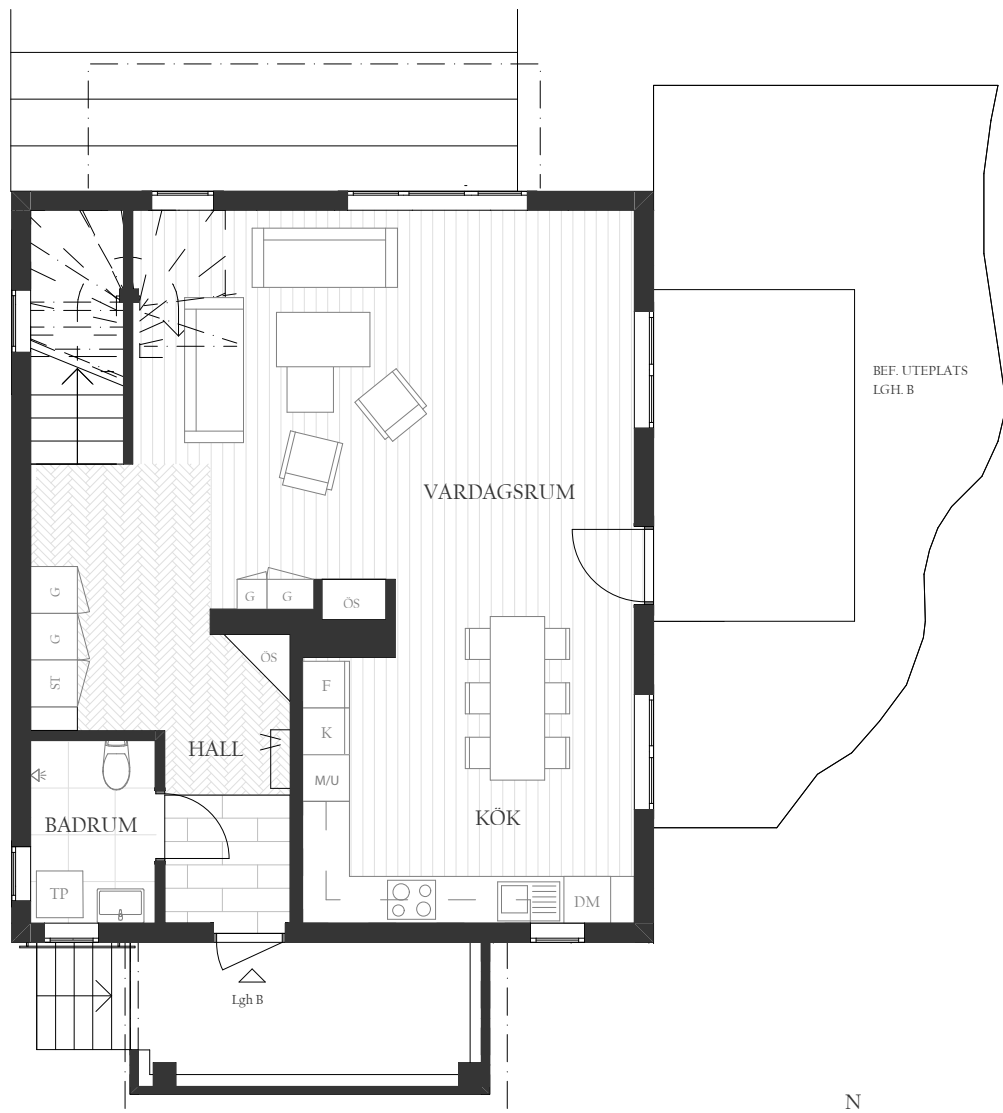 BEF. UTEPLATS
LGH. B
VARDAGSRUM
G
G
G
ÖS
G
ÖS
ST
F
K
HALL
M/U
KÖK
BADRUM
TP
DM
Lgh B
N